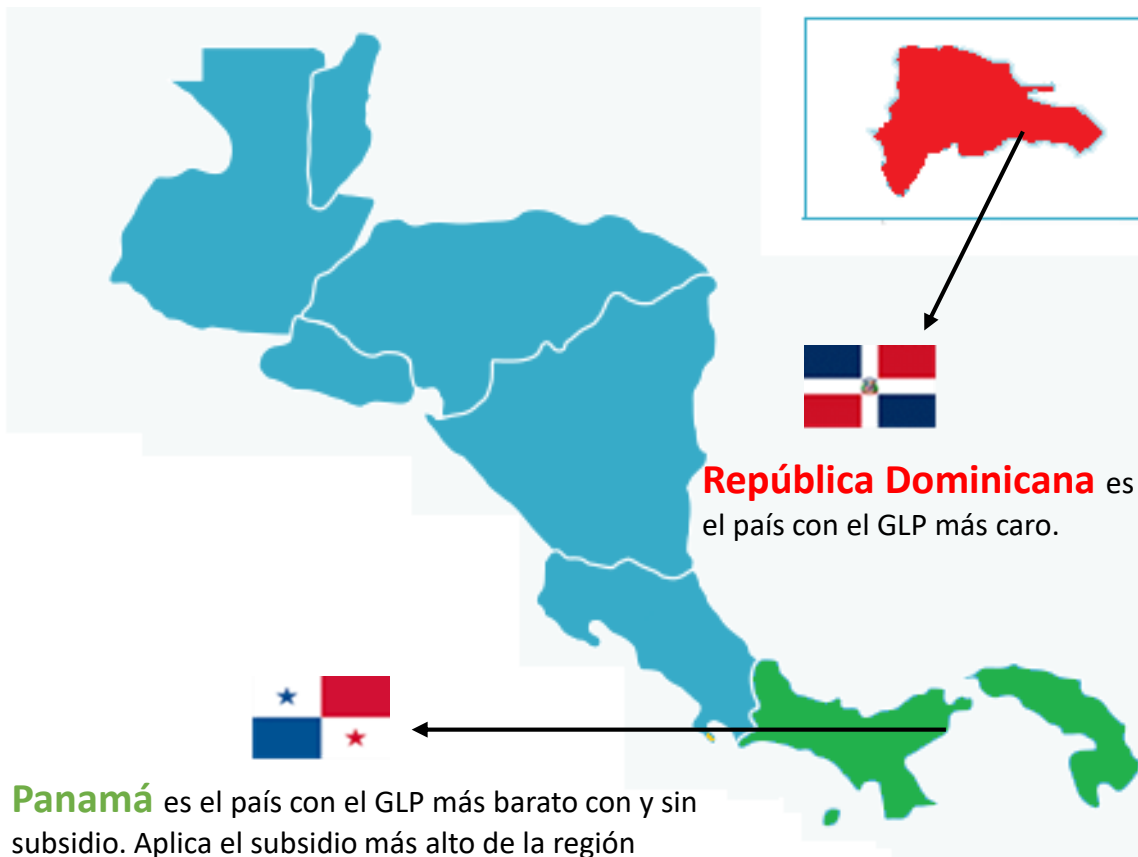 República Dominicana es
el país con el GLP más caro.
Panamá es el país con el GLP más barato con y sin
subsidio. Aplica el subsidio más alto de la región